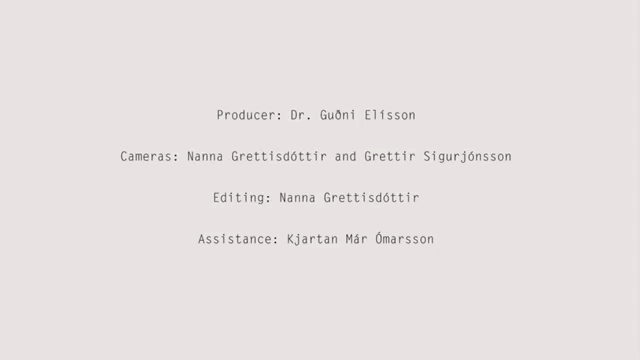 Producer: Dr. Guðni Elísson
Cameras: Nanna Grettisdóttir and Grettir Sigurjónsson
Editing: Nanna Grettisdóttir
Assistance: Kjartan Már Ómarsson